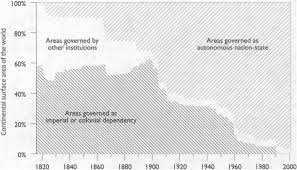 Continental surface area of the world
100%
80%
60%
40%
20%
0%
Areas governed by
other institutions
Areas governed as
autonomous nation-state
Areas governed as
imperial or colonial dependency
1820
1840
1860
1880
1900
1920
1940
1960
1980
2000